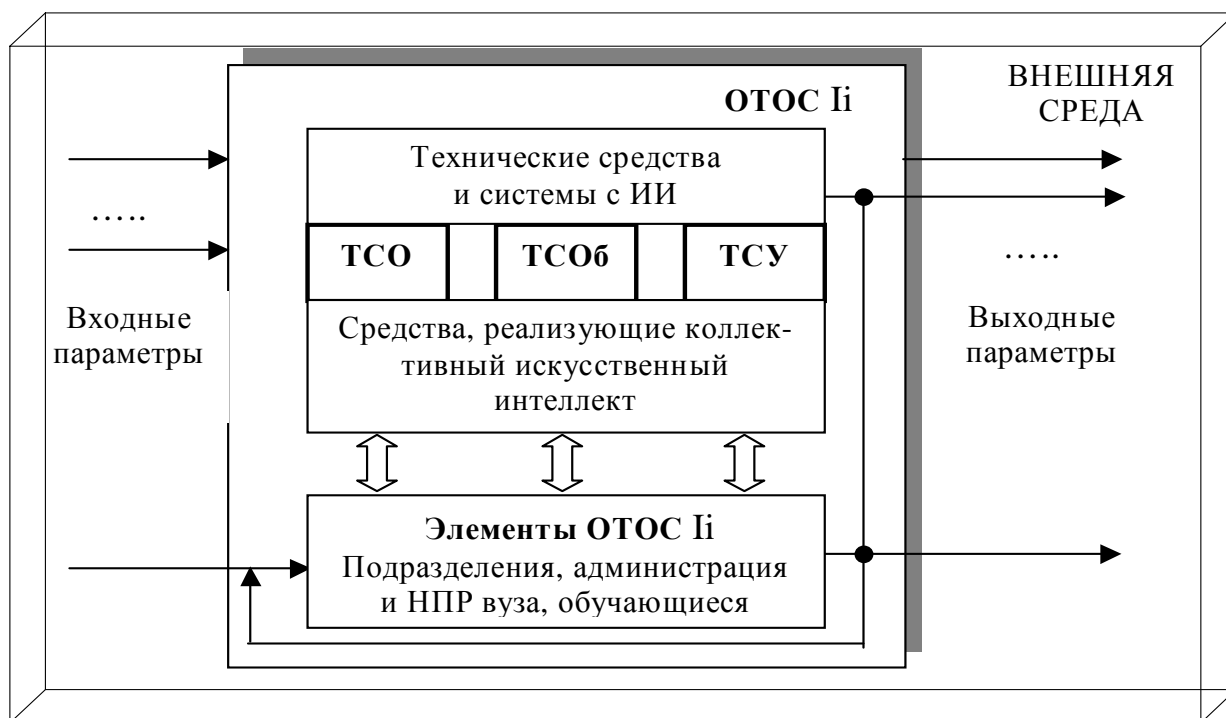 ОТОС Ii
ВНЕШНЯЯ
СРЕДА
Технические средства
и системы с ИИ
…..
ТСО
ТСОб
ТСУ
…..
Входные
параметры
Средства, реализующие коллек-
тивный искусственный
интеллект
Выходные
параметры
Элементы ОТОС Ii
Подразделения, администрация
и НПР вуза, обучающиеся